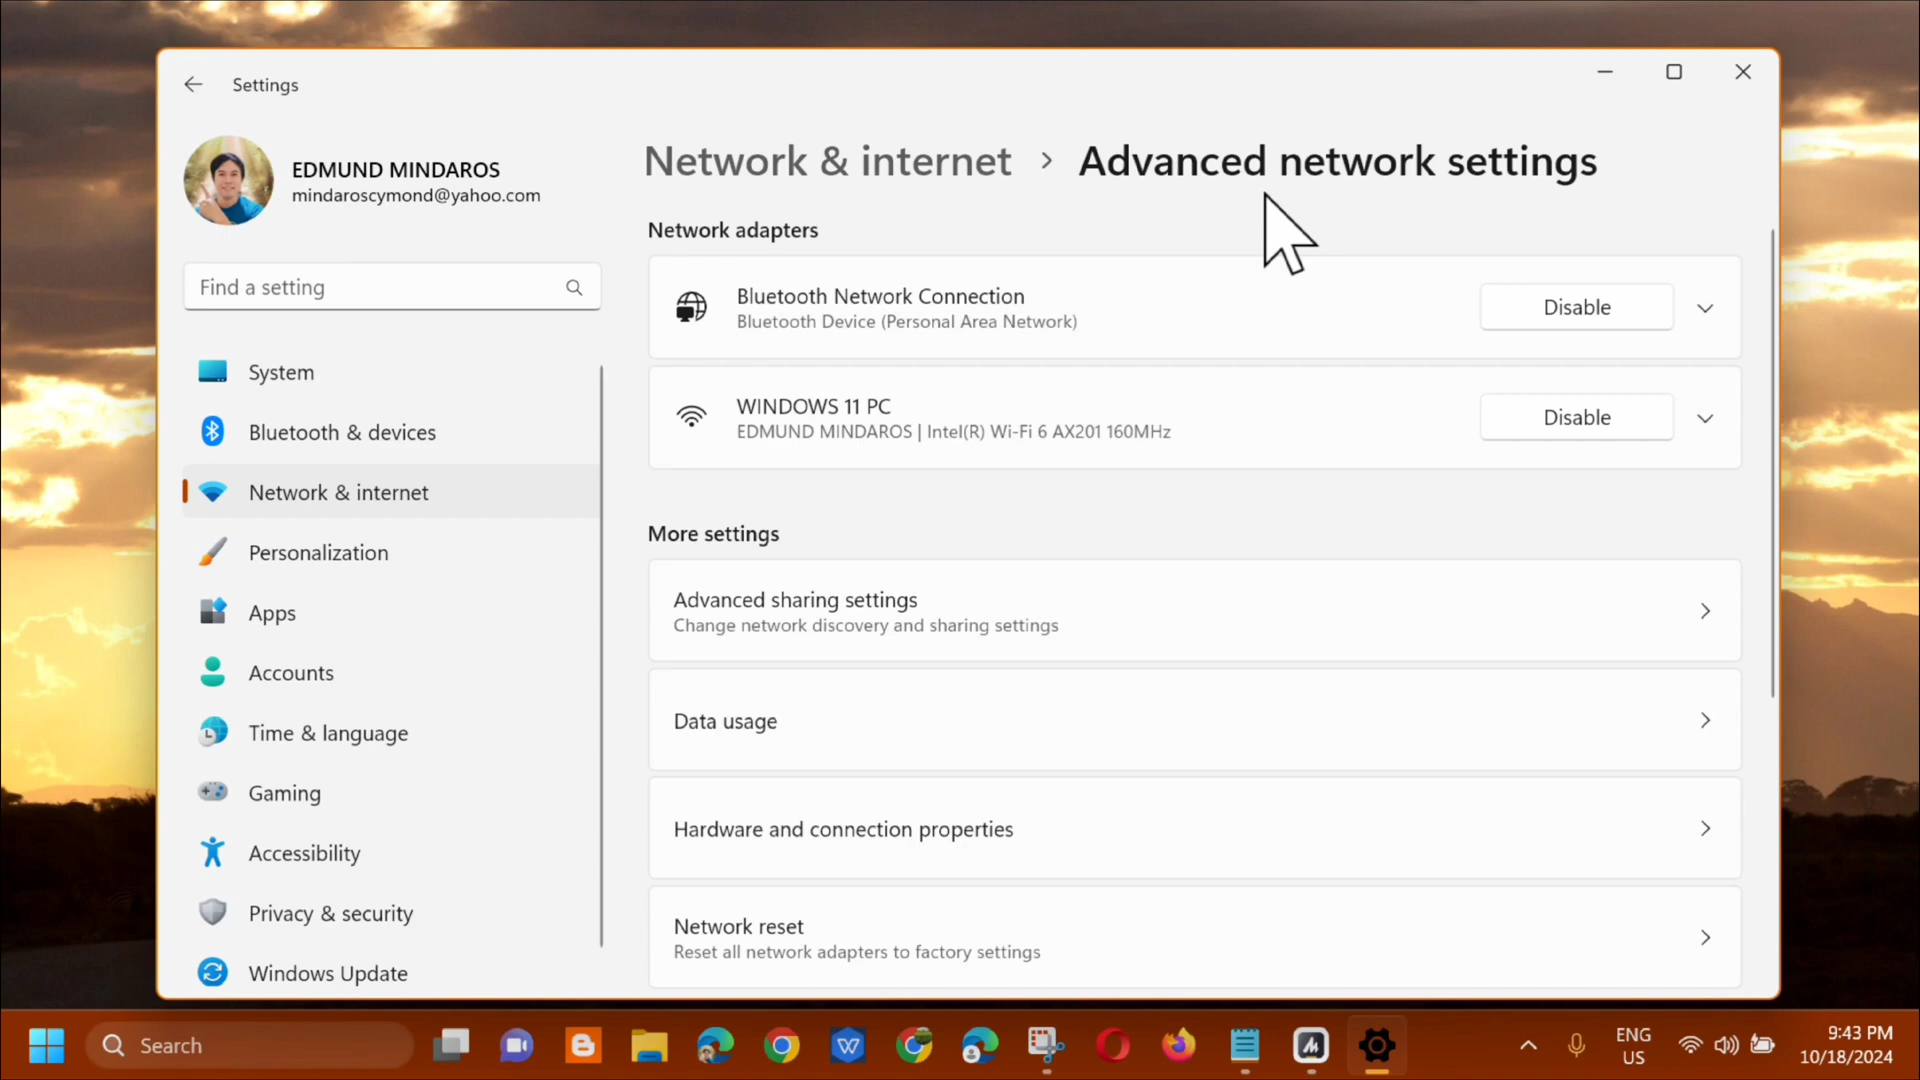 Settings
EDMUND MINDAROS
mindaroscymond@yahoo.com
Find a setting
System
Bluetooth & devices
Network & internet
Personalization
Apps
Accounts
Time & language
Gaming
Accessibility
Privacy & security
Windows Update
Network & internet > Advanced network settings
Network adapters
Bluetooth Network Connection
Bluetooth Device (Personal Area Network)
Disable
WINDOWS 11 PC
EDMUND MINDAROS | Intel(R) Wi-Fi 6 AX201 160MHz
Disable
More settings
Advanced sharing settings
Change network discovery and sharing settings
Data usage
Hardware and connection properties
Network reset
Reset all network adapters to factory settings
Search
ENG
US
9:43 PM
10/18/2024